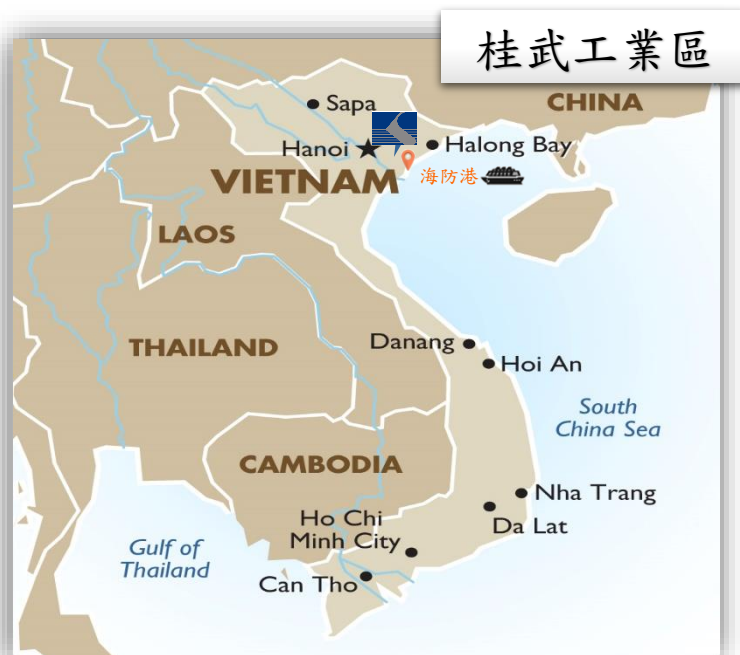 桂武工業區
CHINA
Sapa
Hanoi
Halong Bay
VIETNAM
海防港
LAOS
THAILAND
Danang
Hoi An
South
China Sea
CAMBODIA
Nha Trang
Da Lat
Ho Chi
Minh City
Gulf of
Thailand
Can Tho